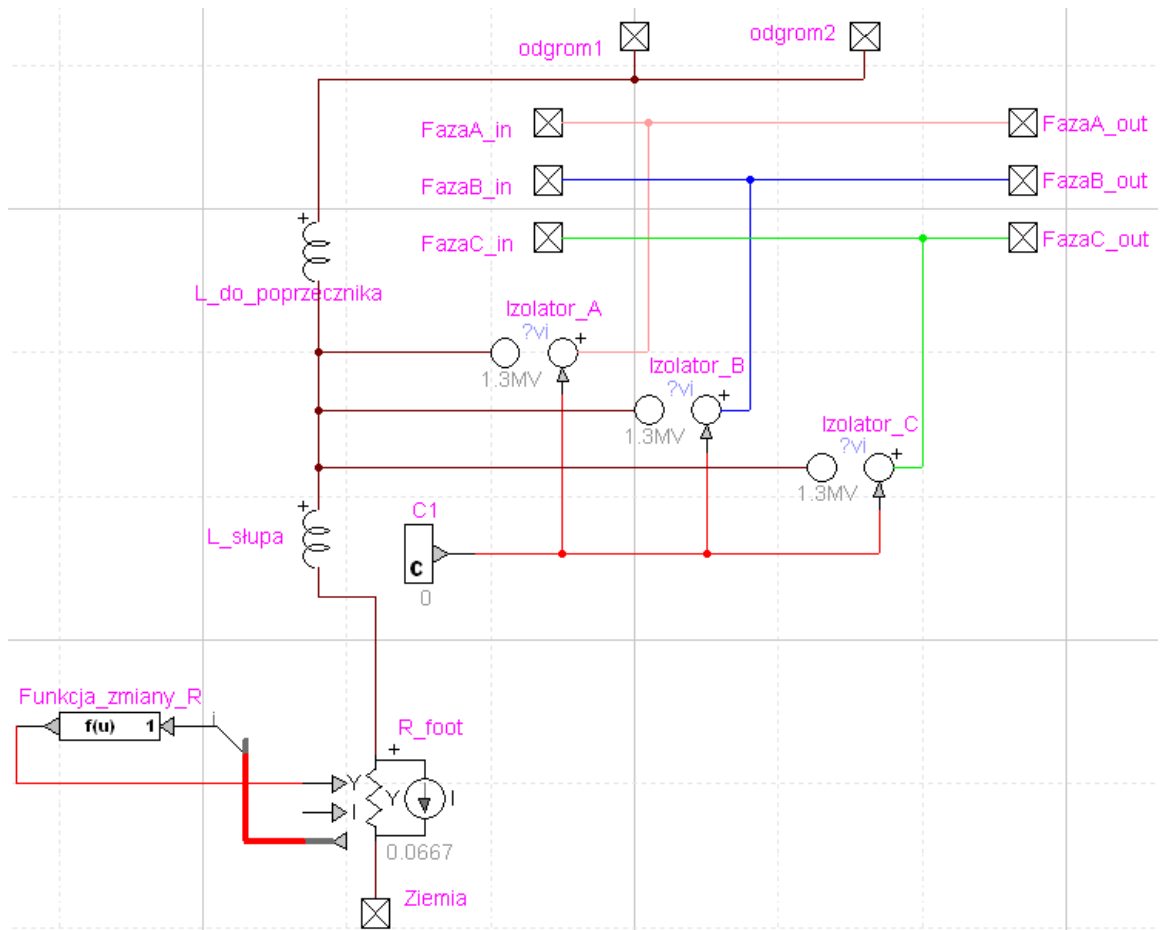 odgrom1
odgrom2
FazaA_in
FazaA_out
FazaB_in
FazaB_out
FazaC_in
FazaC_out
+
L_do_poprzecznika
Izolator_A
?vi
+
1.3MV
Izolator_B
?vi
+
1.3MV
Izolator_C
?vi
+
1.3MV
+
L_słupa
C1
C
0
Funkcja_zmiany_R
f(u) 1
i
R_foot
+
Y
Y
I
I
0.0667
Ziemia